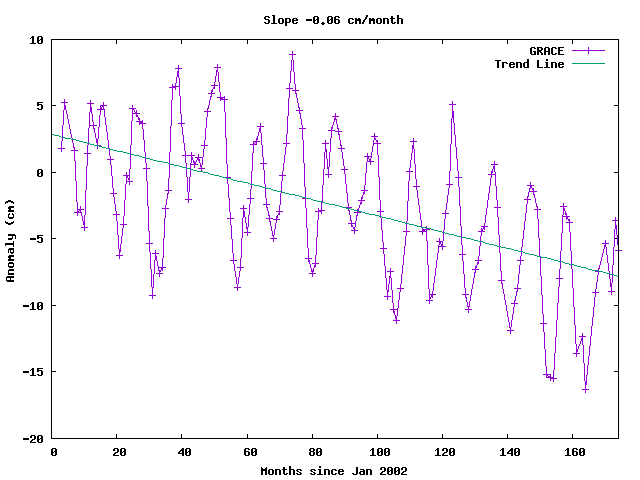 Slope -0.06 cm/month
GRACE
Trend Line
10
5
0
-5
-10
-15
-20
Anomaly (cm)
0 20 40 60 80 100 120 140 160
Months since Jan 2002